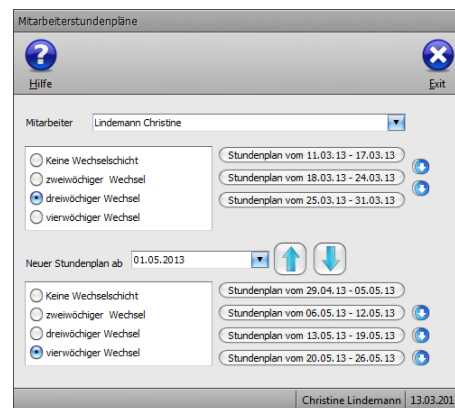 Mitarbeiterstundenpläne
Hilfe
Exit
Mitarbeiter Lindemann Christine
Keine Wechselschicht
zweiwöchiger Wechsel
dreiwöchiger Wechsel
vierwöchiger Wechsel
Stundenplan vom 11.03.13 - 17.03.13
Stundenplan vom 18.03.13 - 24.03.13
Stundenplan vom 25.03.13 - 31.03.13
Neuer Stundenplan ab 01.05.2013
Keine Wechselschicht
zweiwöchiger Wechsel
dreiwöchiger Wechsel
vierwöchiger Wechsel
Stundenplan vom 29.04.13 - 05.05.13
Stundenplan vom 06.05.13 - 12.05.13
Stundenplan vom 13.05.13 - 19.05.13
Stundenplan vom 20.05.13 - 26.05.13
Christine Lindemann 13.03.201